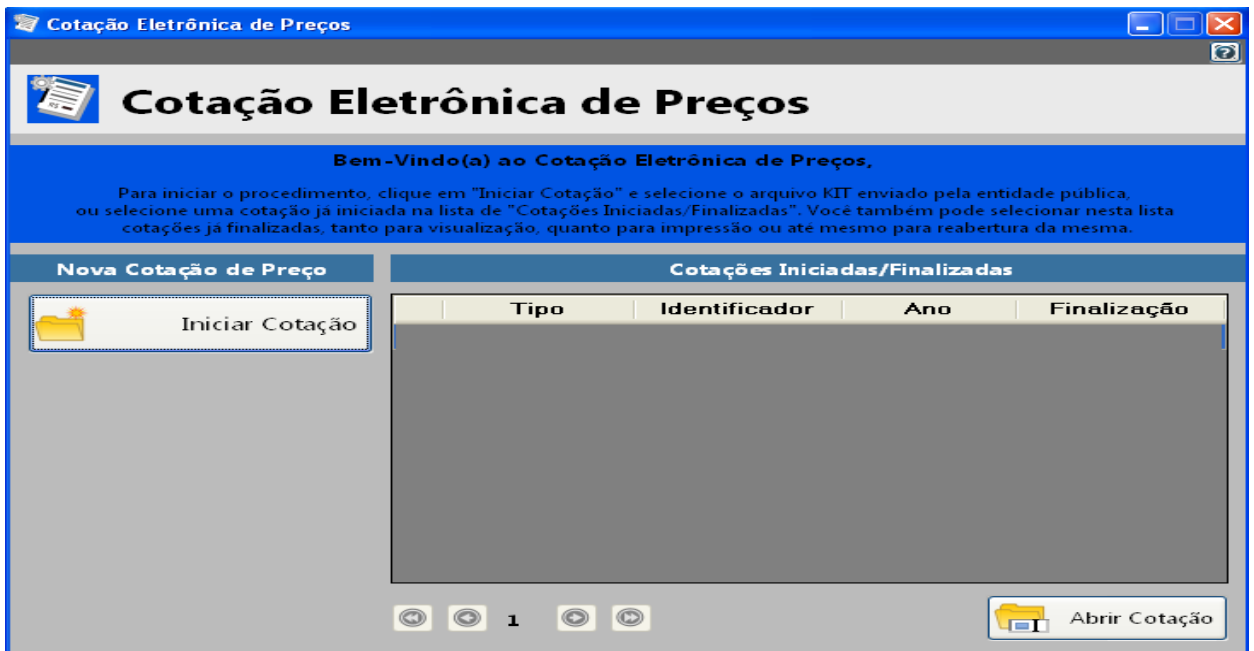 Cotação Eletrônica de Preços
Cotação Eletrônica de Preços
Bem-Vindo(a) ao Cotação Eletrônica de Preços,
Para iniciar o procedimento, clique em "Iniciar Cotação" e selecione o arquivo KIT enviado pela entidade pública,
ou selecione uma cotação já iniciada na lista de "Cotações Iniciadas/Finalizadas". Você também pode selecionar nesta lista
cotações já finalizadas, tanto para visualização, quanto para impressão ou até mesmo para reabertura da mesma.
Nova Cotação de Preço
Cotações Iniciadas/Finalizadas
Iniciar Cotação
Tipo Identificador Ano Finalização
1
Abrir Cotação